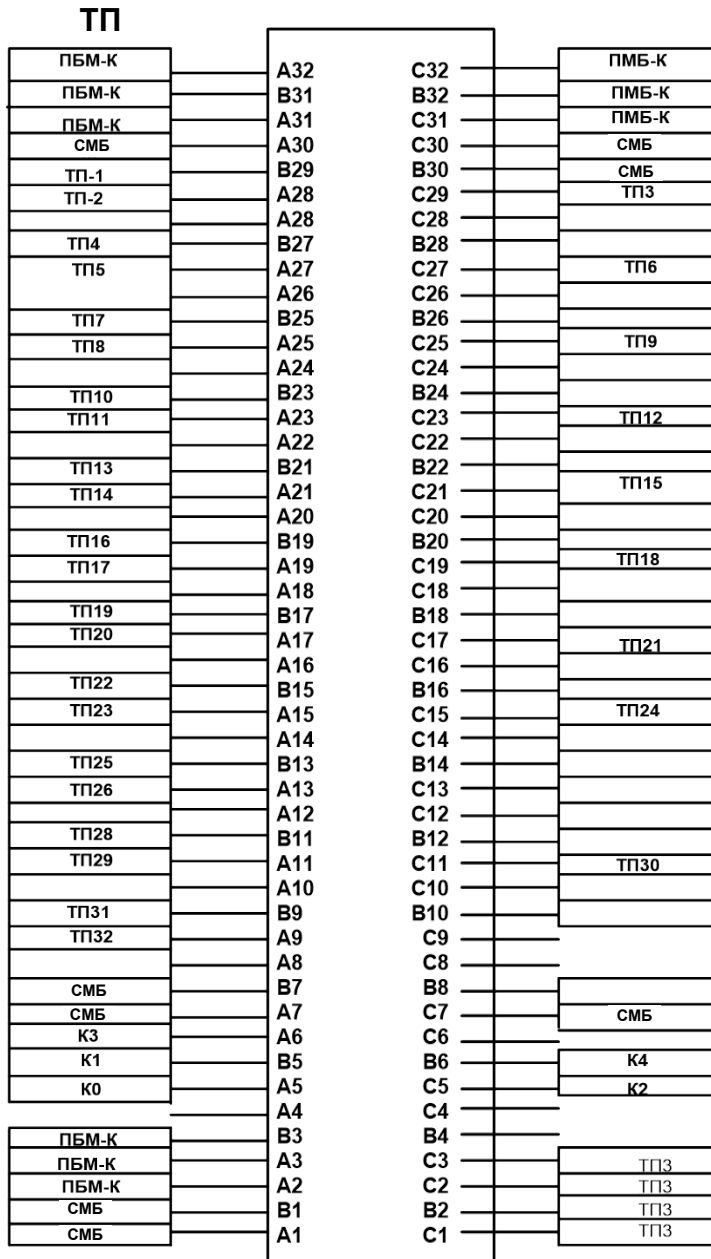 ТП
ПБМ-К A32 C32 ПМБ-К
ПБМ-К B31 B32 ПМБ-К
ПБМ-К A31 C31 ПМБ-К
СМБ A30 C30 СМБ
ТП-1 B29 B30 СМБ
ТП-2 A28 C29 ТП3
A28 C28
ТП4 B27 B28
ТП5 A27 C27 ТП6
A26 C26
ТП7 B25 B26
ТП8 A25 C25 ТП9
A24 C24
ТП10 B23 B24
ТП11 A23 C23 ТП12
A22 C22
ТП13 B21 B22
ТП14 A21 C21 ТП15
A20 C20
ТП16 B19 B20
ТП17 A19 C19 ТП18
A18 C18
ТП19 B17 B18
ТП20 A17 C17 ТП21
A16 C16
ТП22 B15 B16
ТП23 A15 C15 ТП24
A14 C14
ТП25 B13 B14
ТП26 A13 C13
A12 C12
ТП28 B11 B12
ТП29 A11 C11 ТП30
A10 C10
ТП31 B9 B10
ТП32 A9 C9
A8 C8
СМБ B7 B8
СМБ A7 C7 СМБ
К3 A6 C6
К1 B5 B6 К4
К0 A5 C5 К2
A4 C4
ПБМ-К B3 B4
ПБМ-К A3 C3 ТП3
ПБМ-К A2 C2 ТП3
СМБ B1 B2 ТП3
СМБ A1 C1 ТП3